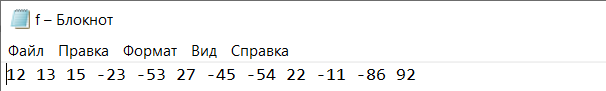 f – Блокнот
Файл Правка Формат Вид Справка
12 13 15 -23 -53 27 -45 -54 22 -11 -86 92